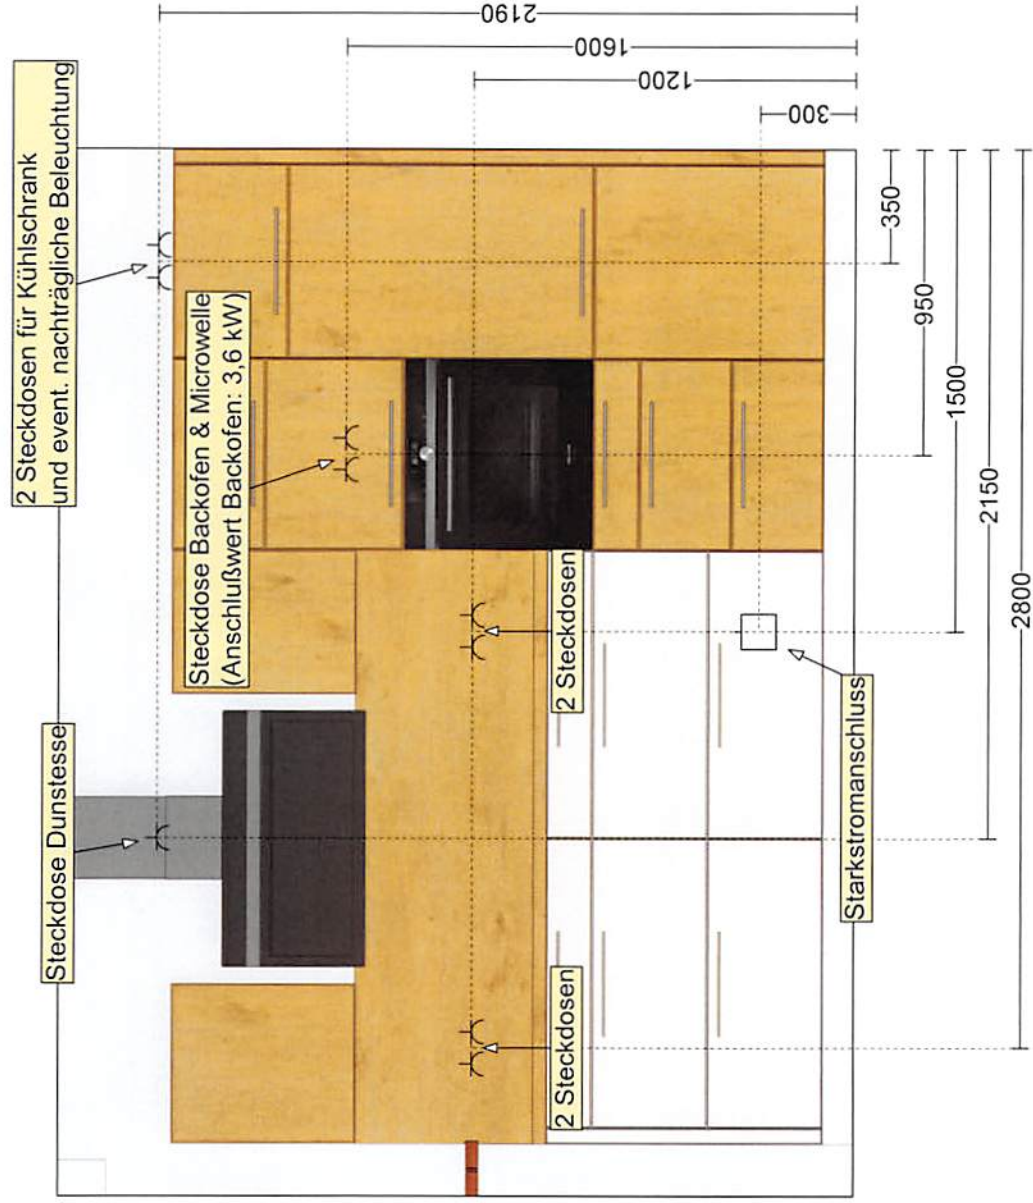 2 Steckdosen für Kühlschrank
und event. nachträgliche Beleuchtung
Steckdose Dunstesse
Steckdose Backofen & Microwelle
(Anschlußwert Backofen: 3,6 kW)
2 Steckdosen
2 Steckdosen
Starkstromanschluss
2190
1600
1200
300
350
950
1500
2150
2800